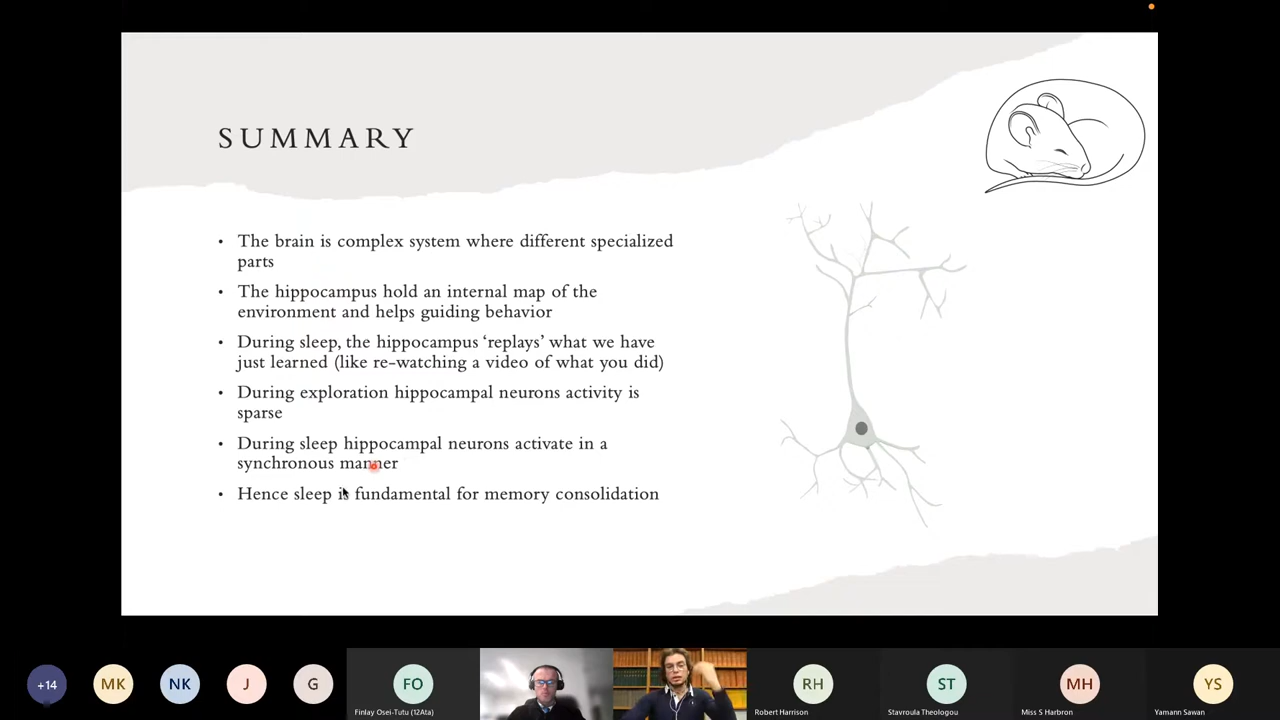 SUMMARY
• The brain is complex system where different specialized
parts
• The hippocampus hold an internal map of the
environment and helps guiding behavior
• During sleep, the hippocampus ‘replays’ what we have
just learned (like re-watching a video of what you did)
• During exploration hippocampal neurons activity is
sparse
• During sleep hippocampal neurons activate in a
synchronous manner
• Hence sleep is fundamental for memory consolidation
+14
MK
NK
J
G
FO
Finlay Osei-Tutu (12Ata)
RH
Robert Harrison
ST
Stavroula Theologou
MH
Miss S Harbron
YS
Yamann Sawan